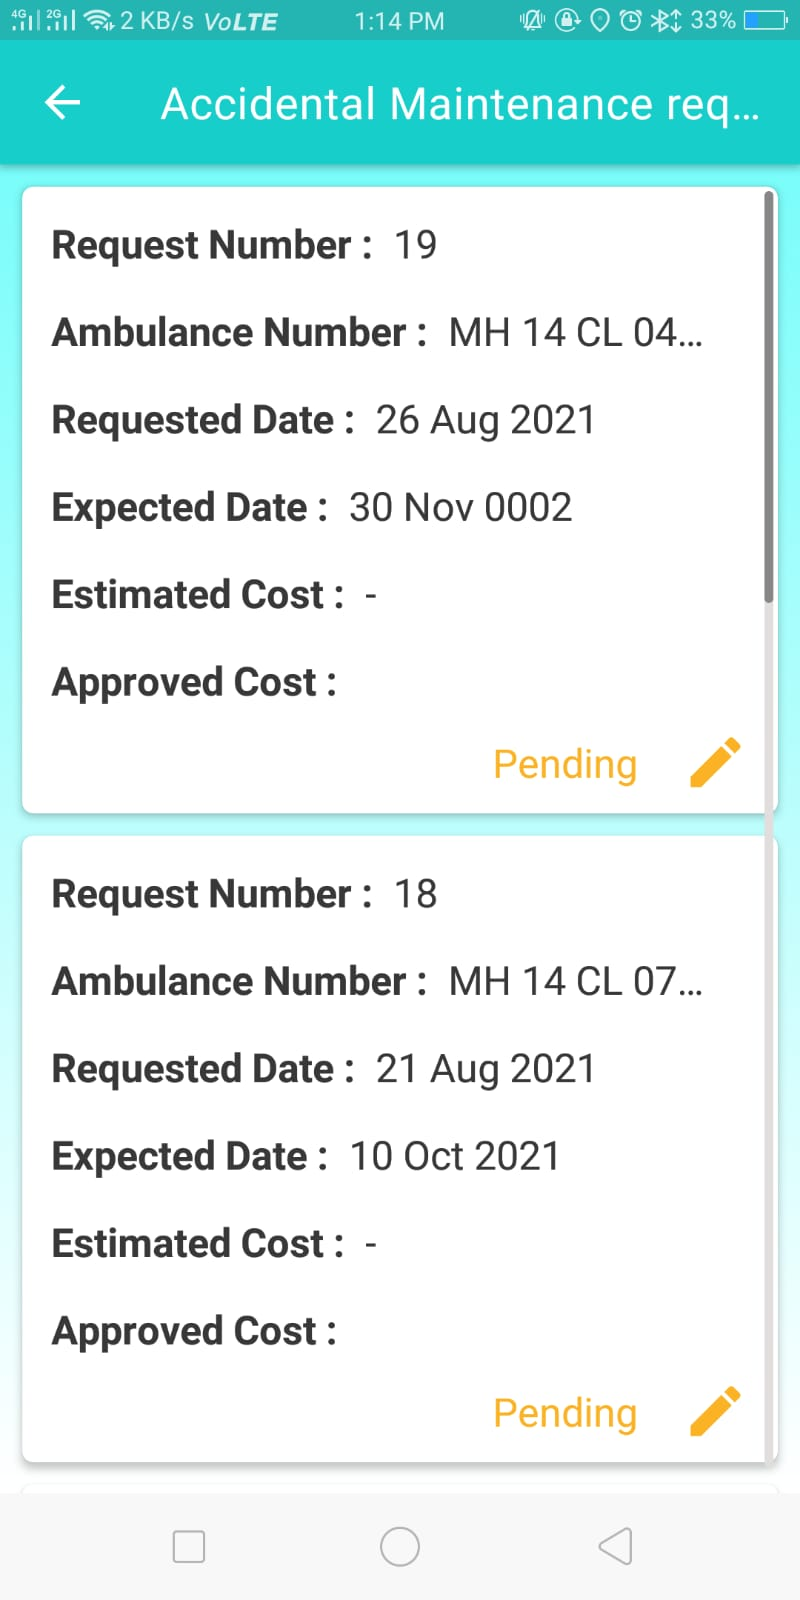 4G 2G 2 KB/s VoLTE 1:14 PM 33%
Accidental Maintenance req...
Request Number : 19
Ambulance Number : MH 14 CL 04...
Requested Date : 26 Aug 2021
Expected Date : 30 Nov 0002
Estimated Cost : -
Approved Cost :
Pending
Request Number : 18
Ambulance Number : MH 14 CL 07...
Requested Date : 21 Aug 2021
Expected Date : 10 Oct 2021
Estimated Cost : -
Approved Cost :
Pending